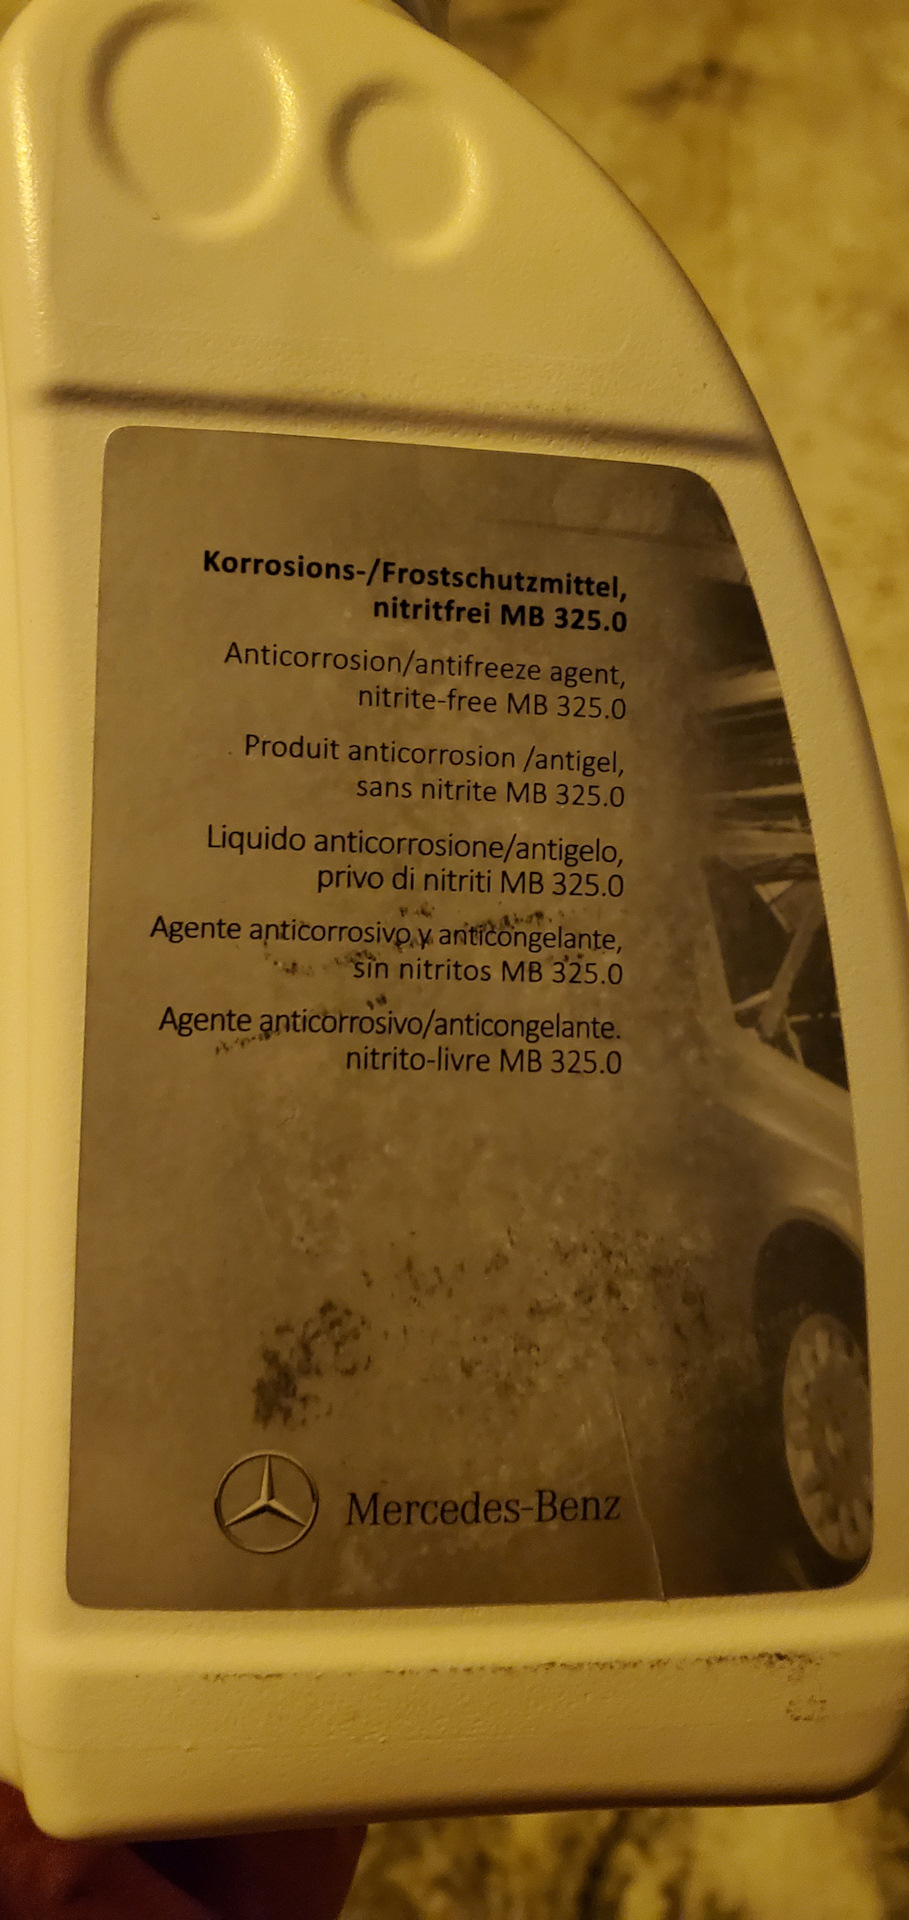 Korrosions-/Frostschutzmittel,
nitritfrei MB 325.0
Anticorrosion/antifreeze agent,
nitrite-free MB 325.0
Produit anticorrosion /antigel,
sans nitrite MB 325.0
Liquido anticorrosione/antigelo,
privo di nitriti MB 325.0
Agente anticorrosivo y anticongelante,
sin nitritos MB 325.0
Agente anticorrosivo/anticongelante.
nitrito-livre MB 325.0
Mercedes-Benz